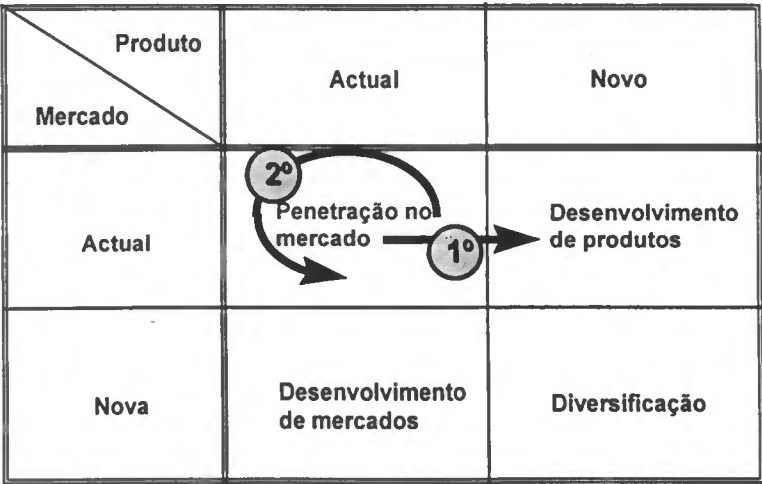 Produto
Mercado
Actual
Novo
Actual
2º
Penetração no
mercado
1º
Desenvolvimento
de produtos
Nova
Desenvolvimento
de mercados
Diversificação